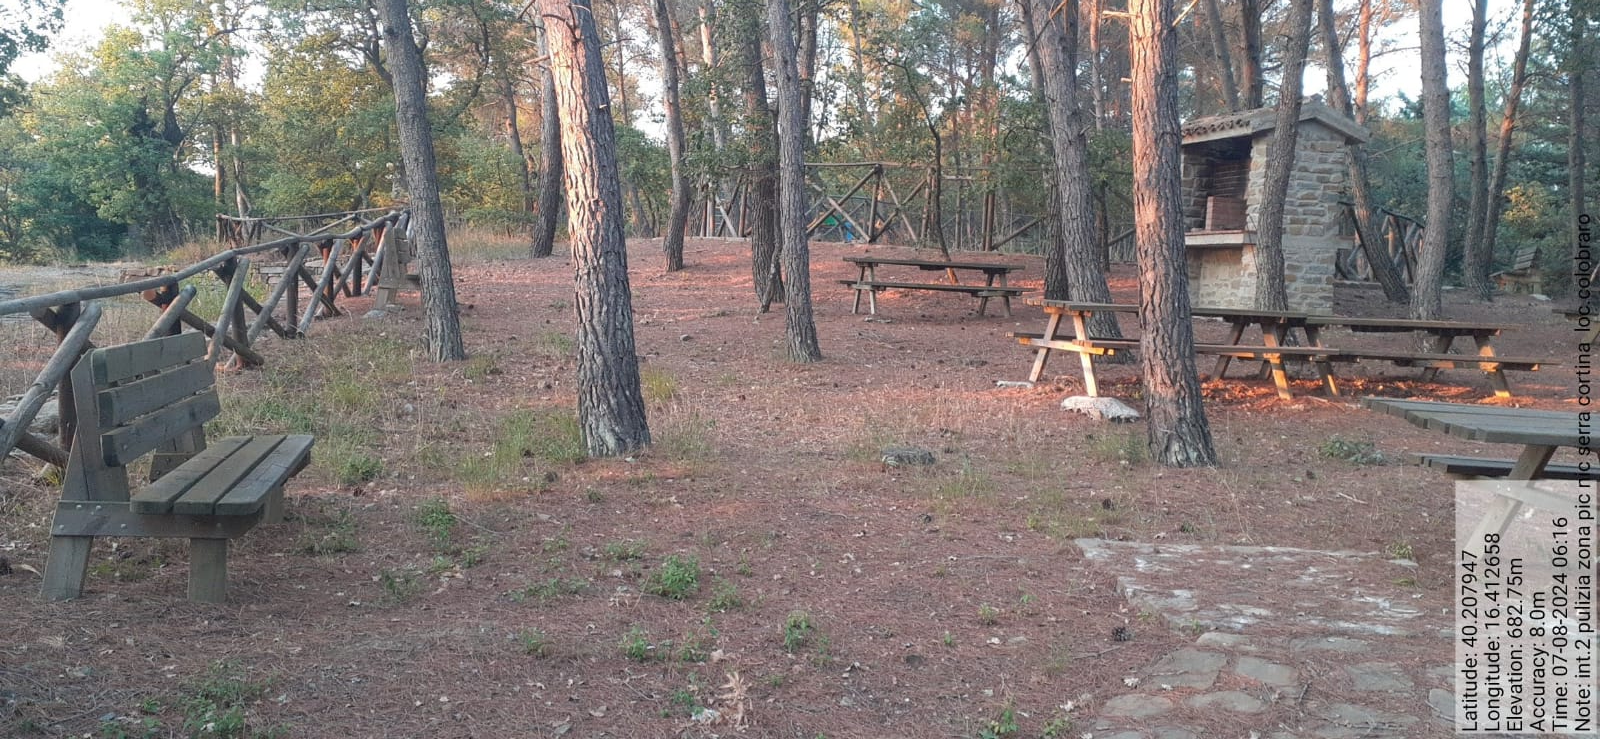 Latitude: 40.207947
Longitude: 16.412658
Elevation: 682.75m
Accuracy: 8.0m
Time: 07-08-2024 06:16
Note: int.2 pulizia zona pic nic serra cortina loc.colobraro